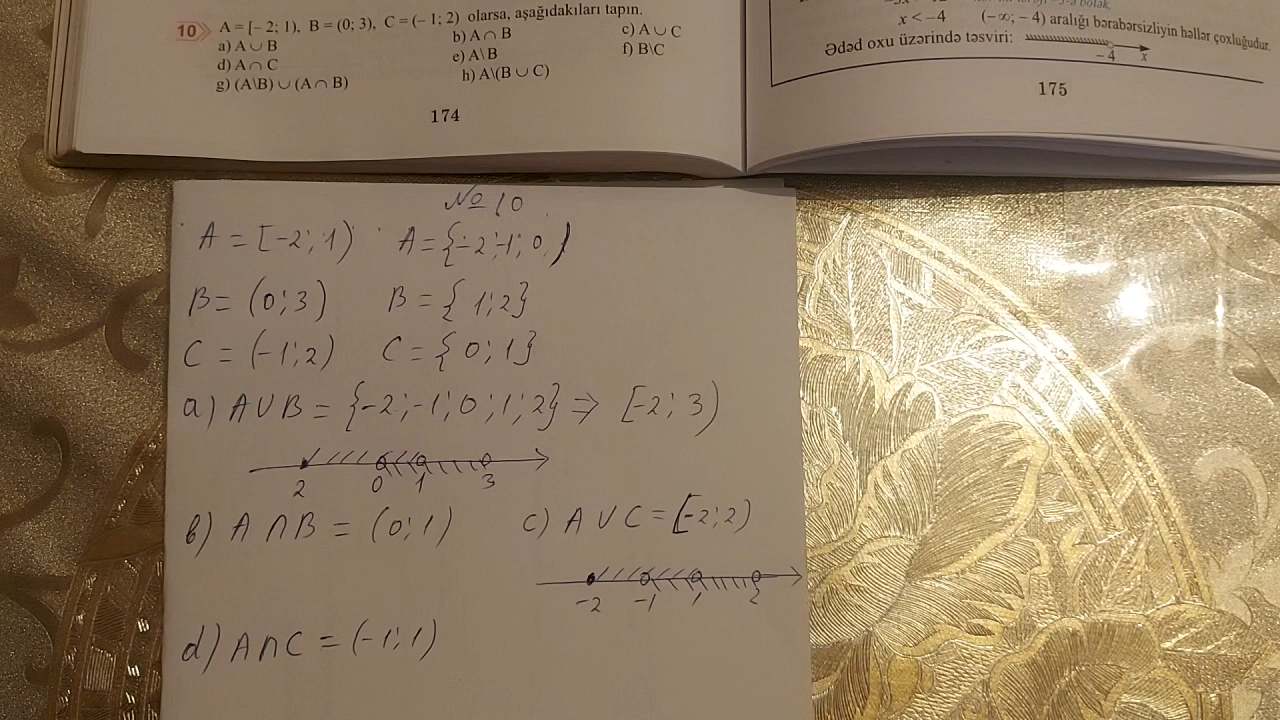 10 A = [- 2; 1), B = (0; 3), C = (- 1; 2) olarsa, aşağıdakıları tapın.
a) A ∪ B b) A ∩ B c) A ∪ C
d) A ∩ C e) A\B f) B\C
g) (A\B) ∪ (A ∩ B) h) A\(B ∪ C)
174
x < -4 (-∞; - 4) aralığı bərabərsizliyin həllər çoxluğudur.
Ədəd oxu üzərində təsviri:
-4 x
175
№ 10
A = [-2; 1) A = {-2; -1; 0; }
B = (0; 3) B = { 1; 2}
C = (-1; 2) C = { 0; 1}
a) A U B = {-2; -1; 0; 1; 2} ⇒ [-2; 3)
2 0 1 3
b) A ∩ B = (0; 1) c) A U C = [-2; 2)
-2 -1 1 2
d) A ∩ C = (-1; 1)